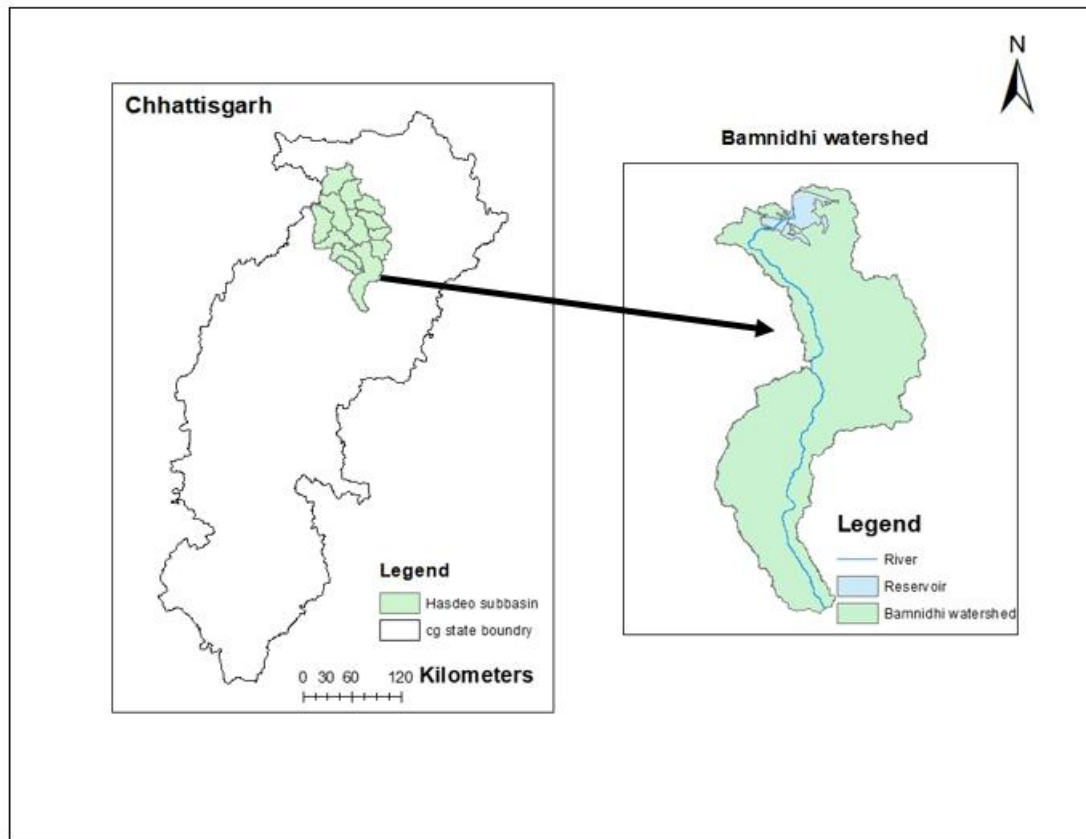 N
Chhattisgarh
Legend
Hasdeo subbasin
cg state boundry
0 30 60 120 Kilometers
Bamnidhi watershed
Legend
River
Reservoir
Bamnidhi watershed